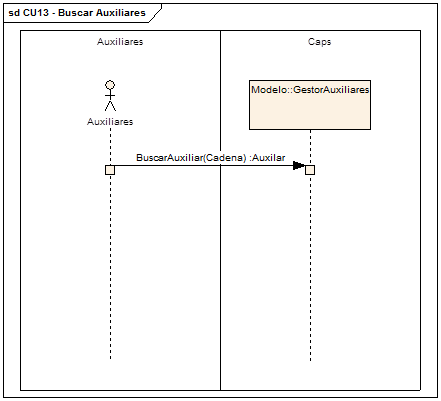 sd CU13 - Buscar Auxiliares
Auxiliares
Caps
Modelo::GestorAuxiliares
Auxiliares
BuscarAuxiliar(Cadena) :Auxilar